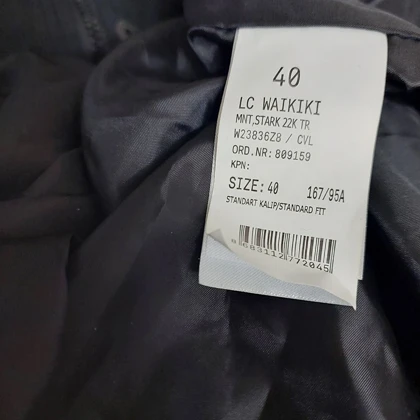 40
LC WAIKIKI
MNT,STARK 22K TR
W23836Z8 / CVL
ORD.NR: 809159
KPN:
SIZE: 40 167/95A
STANDART KALIP/STANDARD FIT
8683112772045